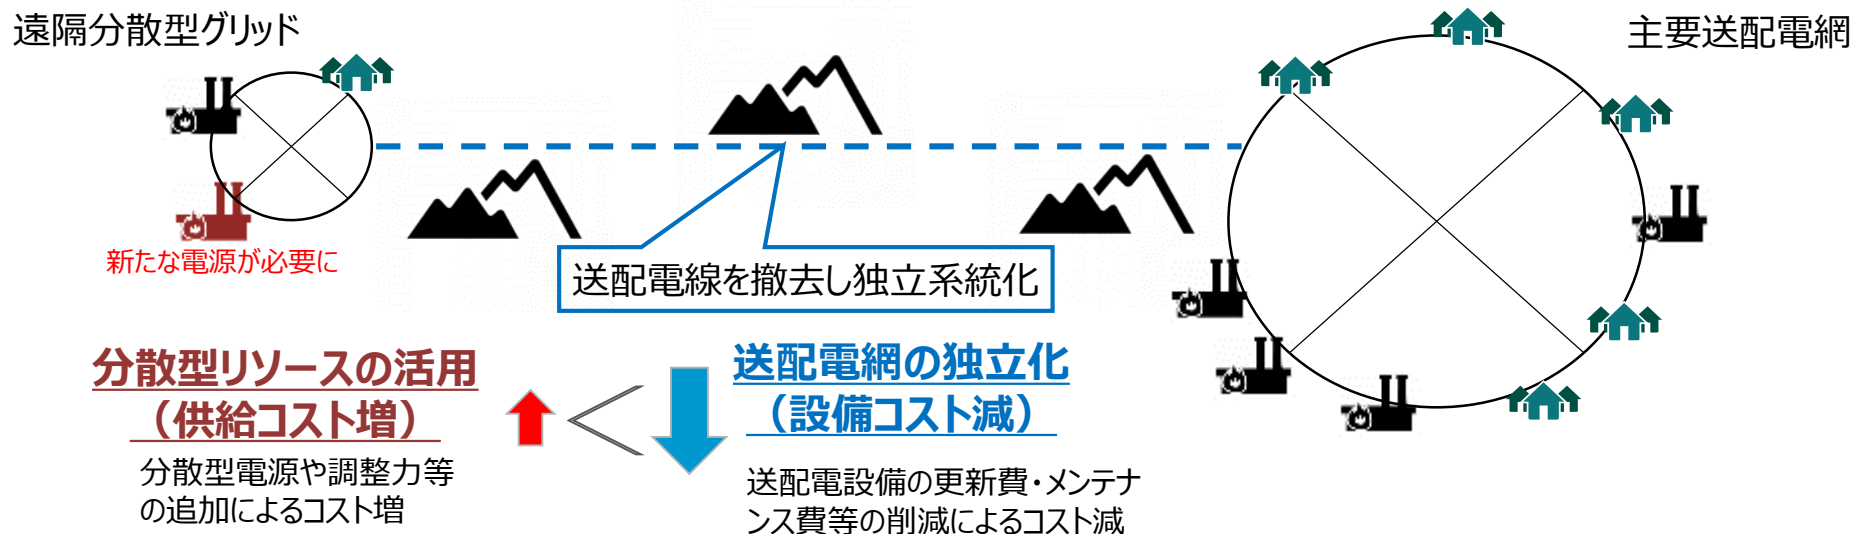 遠隔分散型グリッド
主要送配電網
新たな電源が必要に
送配電線を撤去し独立系統化
分散型リソースの活用
（供給コスト増）
分散型電源や調整力等
の追加によるコスト増
送配電網の独立化
（設備コスト減）
送配電設備の更新費・メンテナ
ンス費等の削減によるコスト減